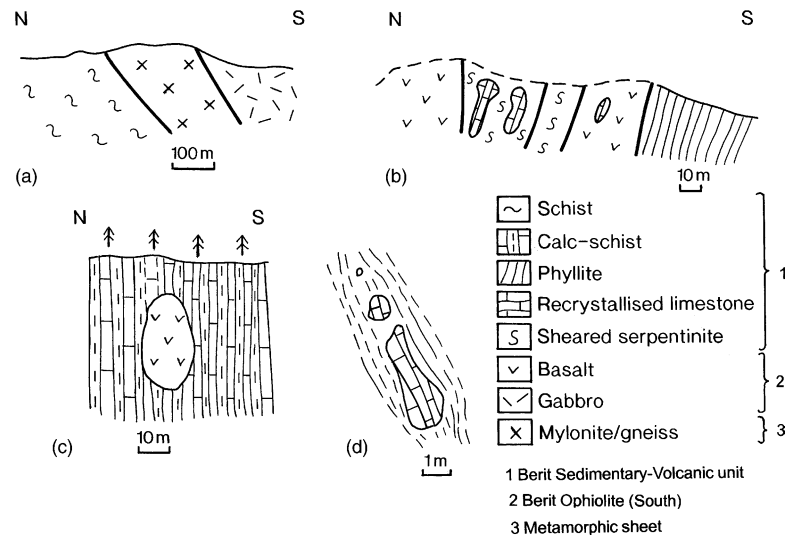 N S
100 m
(a)
N S
10 m
(b)
N S
10 m
(c)
1 m
(d)
Schist
Calc-schist
Phyllite
Recrystallised limestone
Sheared serpentinite
1
Basalt
Gabbro
2
Mylonite/gneiss
3
1 Berit Sedimentary-Volcanic unit
2 Berit Ophiolite (South)
3 Metamorphic sheet